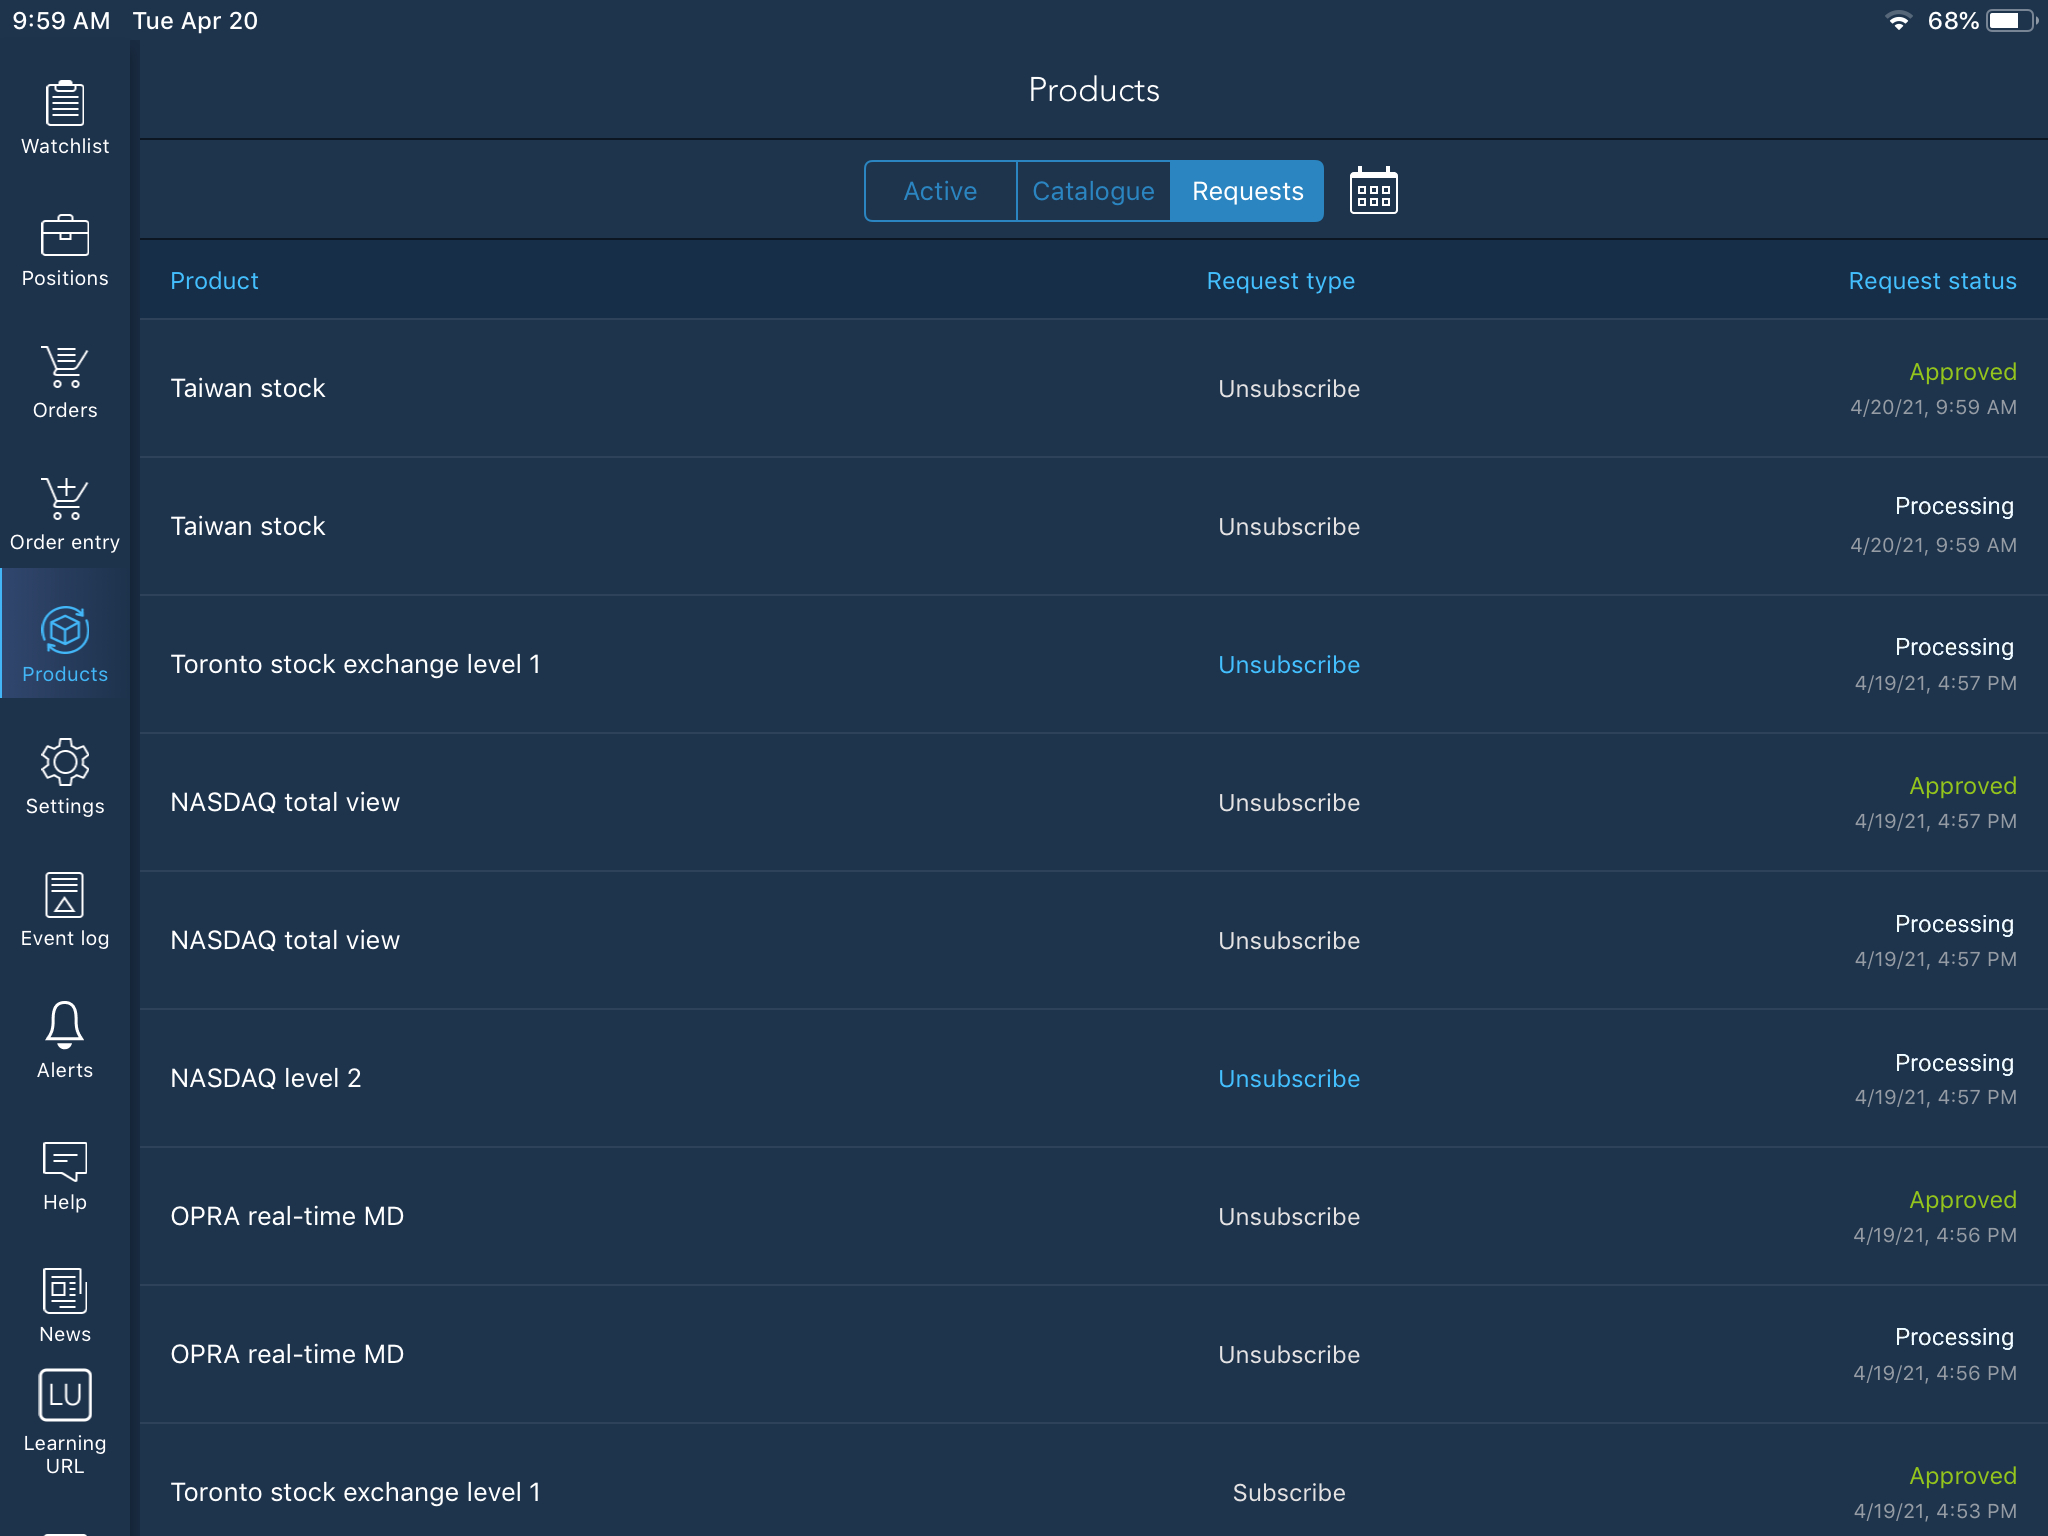 9:59 AM Tue Apr 20
68%
Products
Active Catalogue Requests
Product Request type Request status
Taiwan stock Unsubscribe Approved
4/20/21, 9:59 AM
Taiwan stock Unsubscribe Processing
4/20/21, 9:59 AM
Toronto stock exchange level 1 Unsubscribe Processing
4/19/21, 4:57 PM
NASDAQ total view Unsubscribe Approved
4/19/21, 4:57 PM
NASDAQ total view Unsubscribe Processing
4/19/21, 4:57 PM
NASDAQ level 2 Unsubscribe Processing
4/19/21, 4:57 PM
OPRA real-time MD Unsubscribe Approved
4/19/21, 4:56 PM
OPRA real-time MD Unsubscribe Processing
4/19/21, 4:56 PM
Toronto stock exchange level 1 Subscribe Approved
4/19/21, 4:53 PM
Watchlist
Positions
Orders
Order entry
Products
Settings
Event log
Alerts
Help
News
LU
Learning
URL